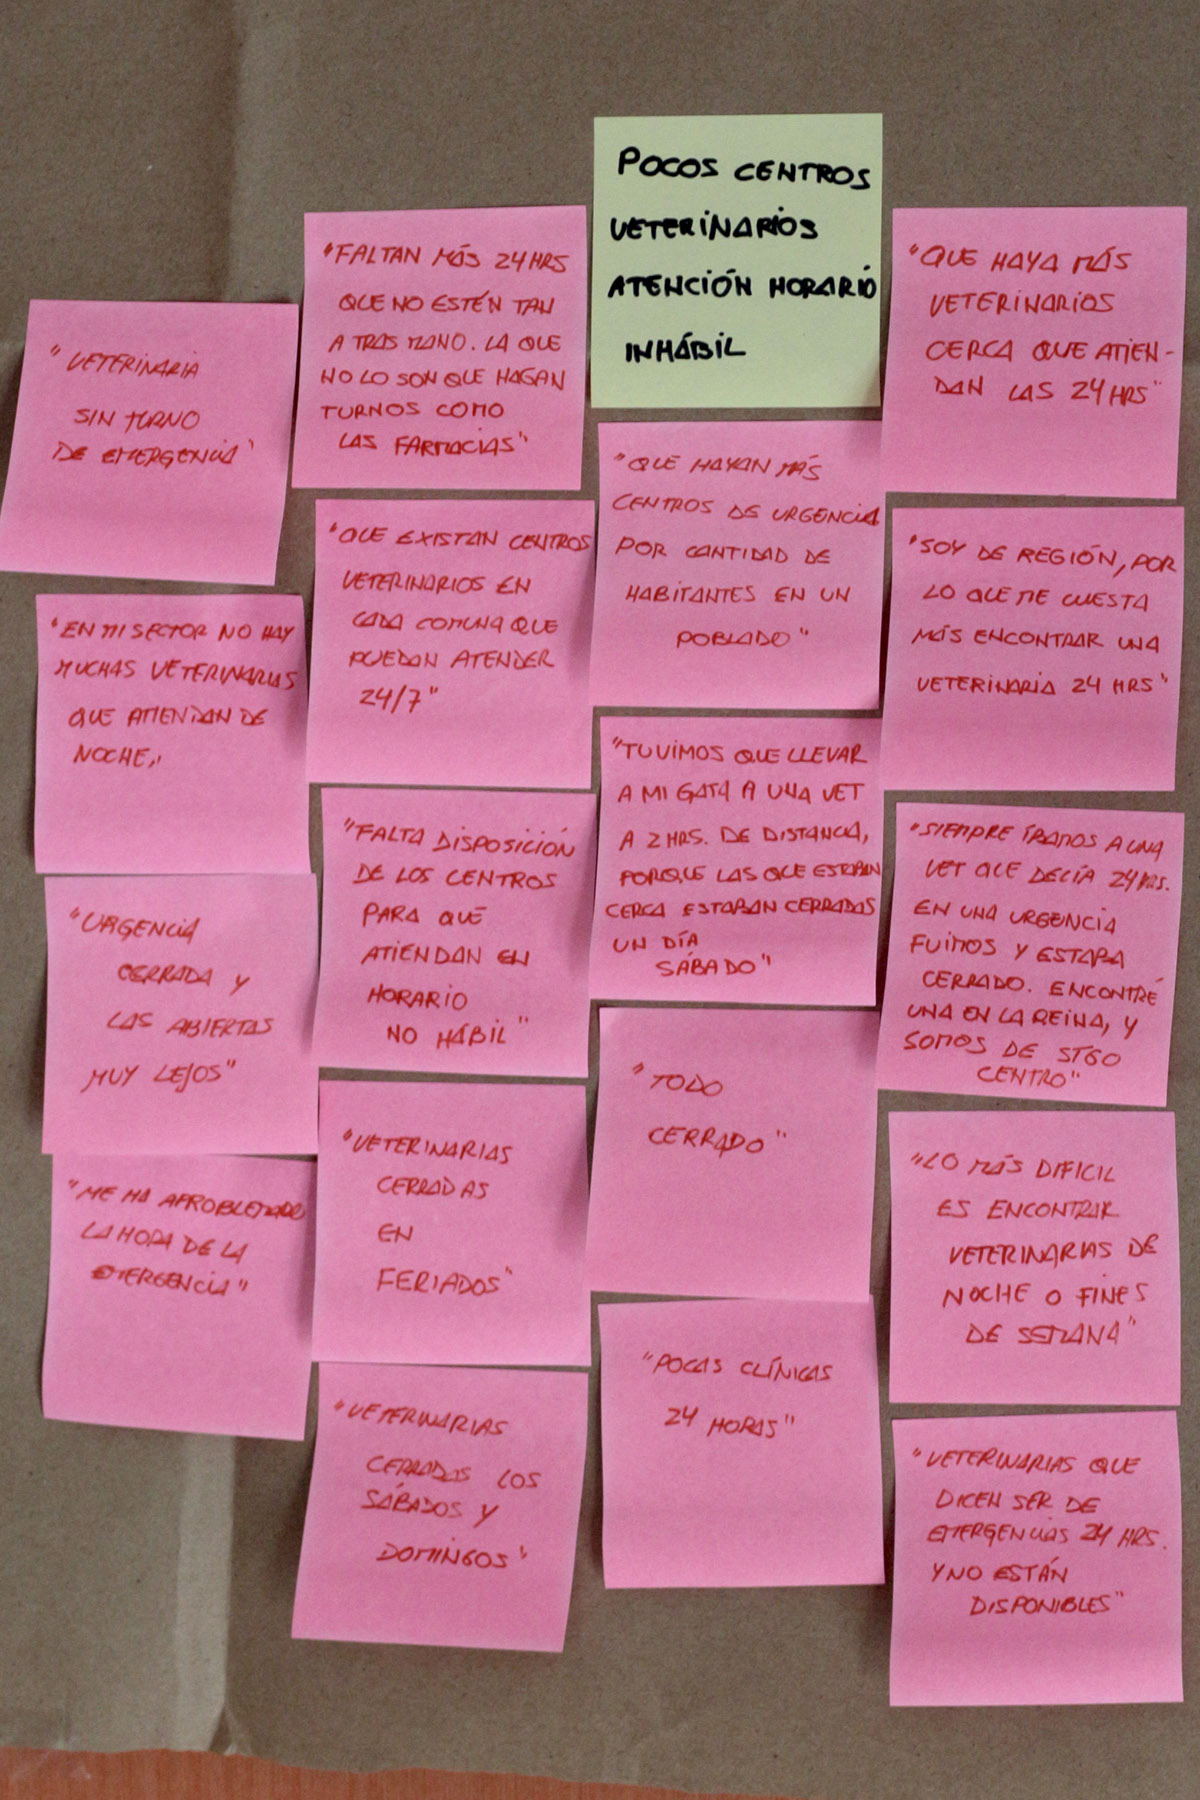 POCOS CENTROS
VETERINARIOS
ATENCIÓN HORARIO
INHÁBIL
"VETERINARIA
SIN TURNO
DE EMERGENCIA"
"EN MI SECTOR NO HAY
MUCHAS VETERINARIAS
QUE ATIENDAN DE
NOCHE"
"URGENCIA
CERRADA Y
LAS ABIERTAS
MUY LEJOS"
"ME HA APROBLEMADO
LA HORA DE LA
EMERGENCIA"
"FALTAN MÁS 24 HRS
QUE NO ESTÉN TAN
A TRAS MANO. LA QUE
NO LO SON QUE HAGAN
TURNOS COMO
LAS FARMACIAS"
"QUE EXISTAN CENTROS
VETERINARIOS EN
CADA COMUNA QUE
PUEDAN ATENDER
24/7"
"FALTA DISPOSICIÓN
DE LOS CENTROS
PARA QUÉ
ATIENDAN EN
HORARIO
NO HÁBIL"
"VETERINARIAS
CERRADAS
EN
FERIADOS"
"VETERINARIAS
CERRADAS LOS
SÁBADOS Y
DOMINGOS"
"QUE HAYAN MÁS
CENTROS DE URGENCIA
POR CANTIDAD DE
HABITANTES EN UN
POBLADO"
"TUVIMOS QUE LLEVAR
A MI GATA A UNA VET
A 2 HRS. DE DISTANCIA,
PORQUE LAS QUE ESTABAN
CERCA ESTABAN CERRADAS
UN DÍA
SÁBADO"
"TODO
CERRADO"
"POCAS CLÍNICAS
24 HORAS"
"QUE HAYA MÁS
VETERINARIOS
CERCA QUE ATIEN-
DAN LAS 24 HRS"
"SOY DE REGIÓN, POR
LO QUE ME CUESTA
MÁS ENCONTRAR UNA
VETERINARIA 24 HRS"
"SIEMPRE ÍBAMOS A UNA
VET QUE DECÍA 24 HRS.
EN UNA URGENCIA
FUIMOS Y ESTABA
CERRADO. ENCONTRÉ
UNA EN LA REINA, Y
SOMOS DE STGO
CENTRO"
"LO MÁS DIFICIL
ES ENCONTRAR
VETERINARIAS DE
NOCHE O FINES
DE SEMANA"
"VETERINARIAS QUE
DICEN SER DE
EMERGENCIAS 24 HRS.
Y NO ESTÁN
DISPONIBLES"